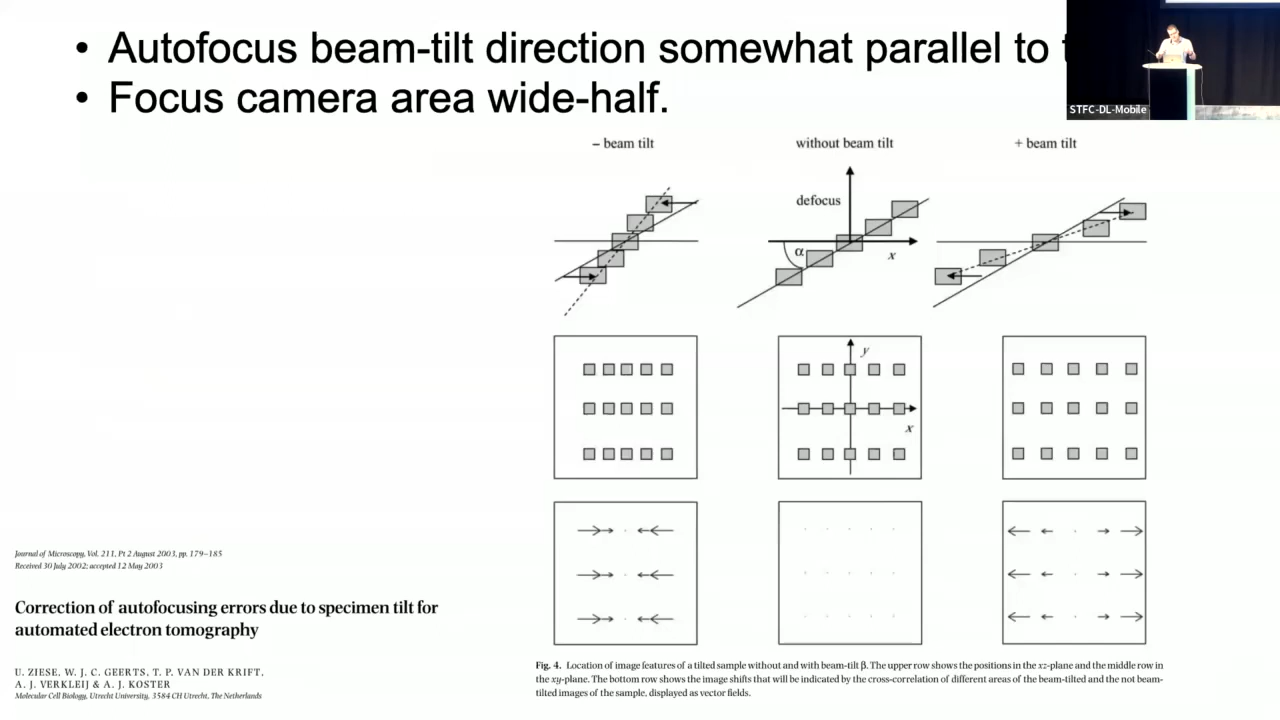 • Autofocus beam-tilt direction somewhat parallel to
• Focus camera area wide-half.
STFC-DL-Mobile
– beam tilt
without beam tilt
+ beam tilt
defocus
α
x
y
x
Journal of Microscopy, Vol. 211, Pt 2 August 2003, pp. 179–185
Received 30 July 2002; accepted 12 May 2003
Correction of autofocusing errors due to specimen tilt for
automated electron tomography
U. ZIESE, W. J. C. GEERTS, T. P. VAN DER KRIFT,
A. J. VERKLEIJ & A. J. KOSTER
Molecular Cell Biology, Utrecht University, 3584 CH Utrecht, The Netherlands
Fig. 4. Location of image features of a tilted sample without and with beam-tilt β. The upper row shows the positions in the xz-plane and the middle row in
the xy-plane. The bottom row shows the image shifts that will be indicated by the cross-correlation of different areas of the beam-tilted and the not beam-
tilted images of the sample, displayed as vector fields.